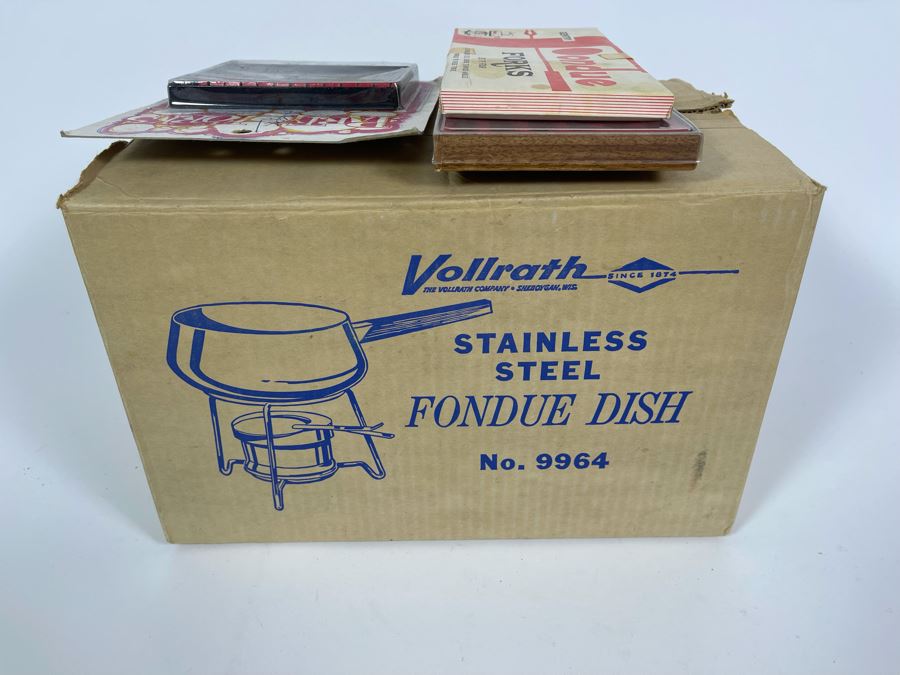 Fondue
FORKS
Vollrath
SINCE 1874
THE VOLLRATH COMPANY • SHEBOYGAN, WIS.
STAINLESS
STEEL
FONDUE DISH
No. 9964